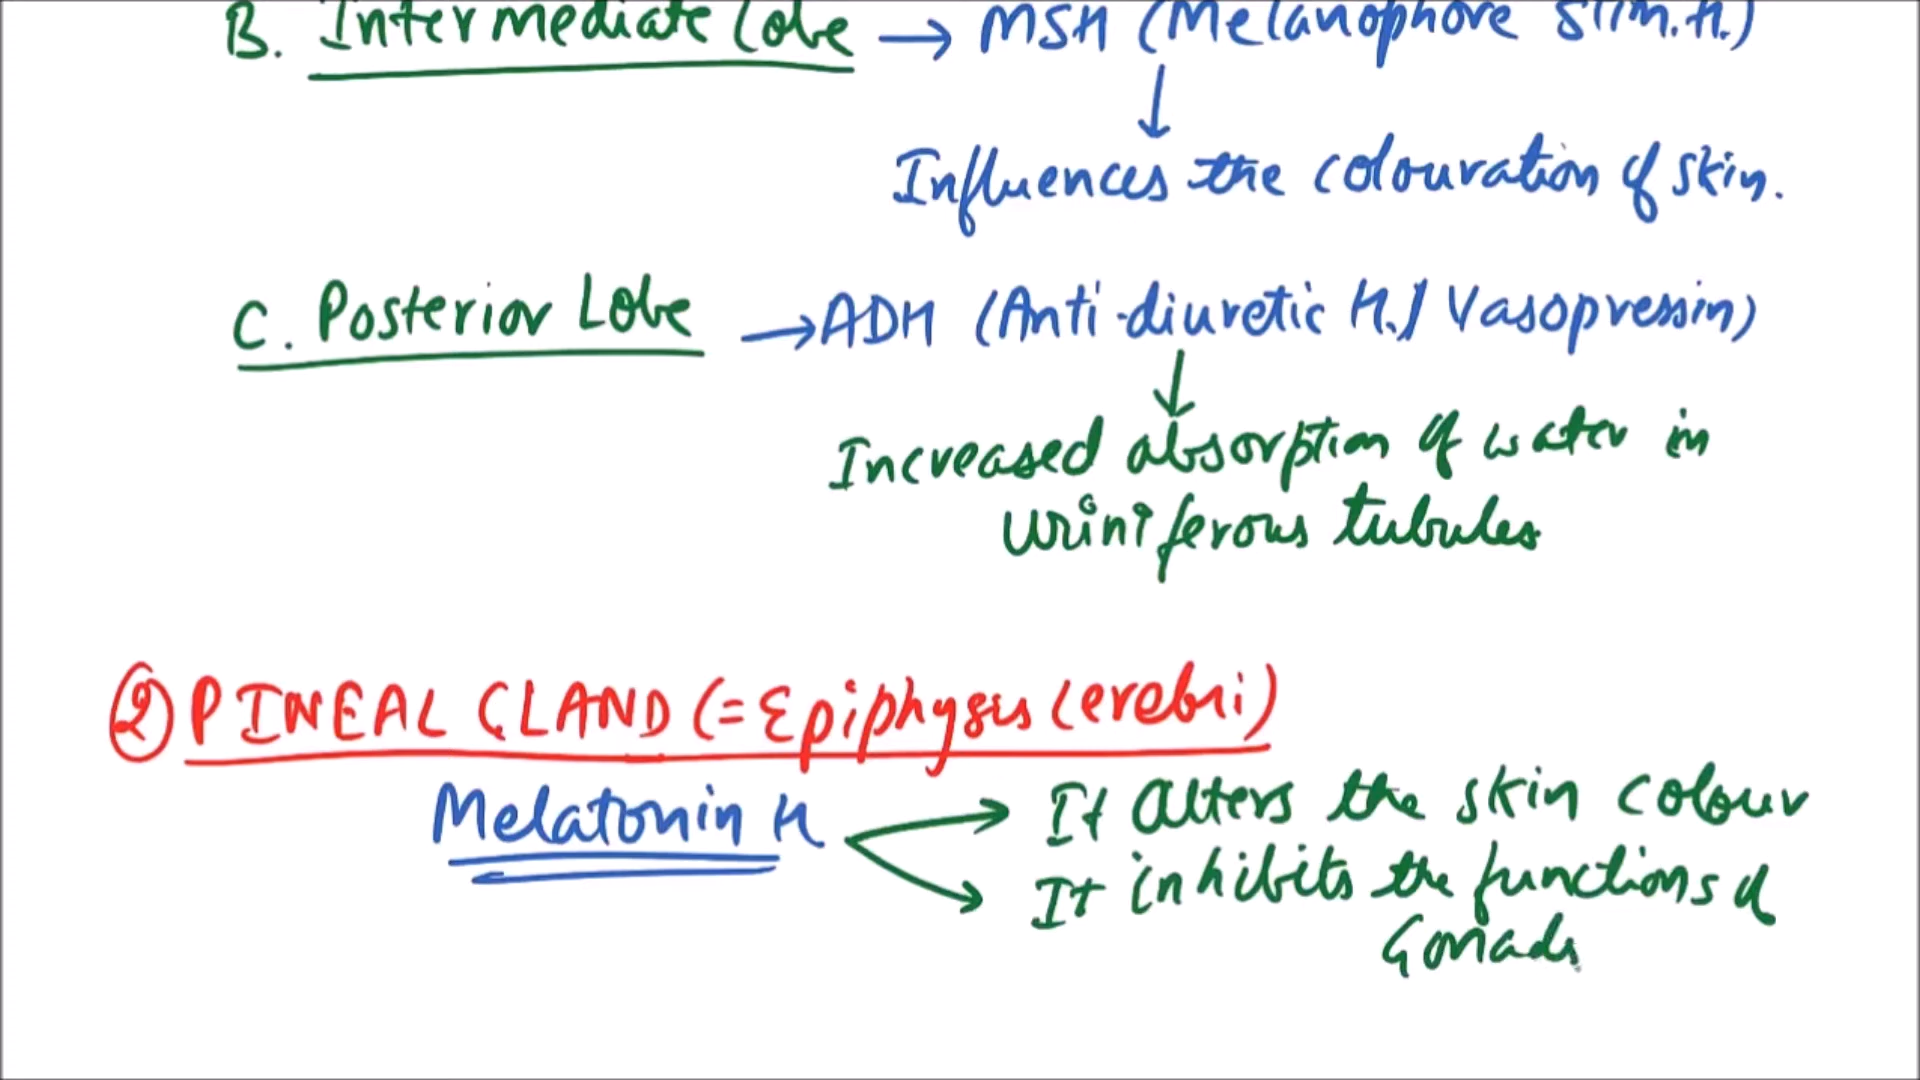 B. Intermediate Lobe → MSH (Melanophore Stim. H.)
↓
Influences the colouration of skin.
C. Posterior Lobe → ADH (Anti-diuretic H./ Vasopressin)
↓
Increased absorption of water in
Uriniferous tubules
② PINEAL GLAND (= Epiphysis Cerebri)
Melatonin H
It alters the skin colour
It inhibits the functions of
Gonads